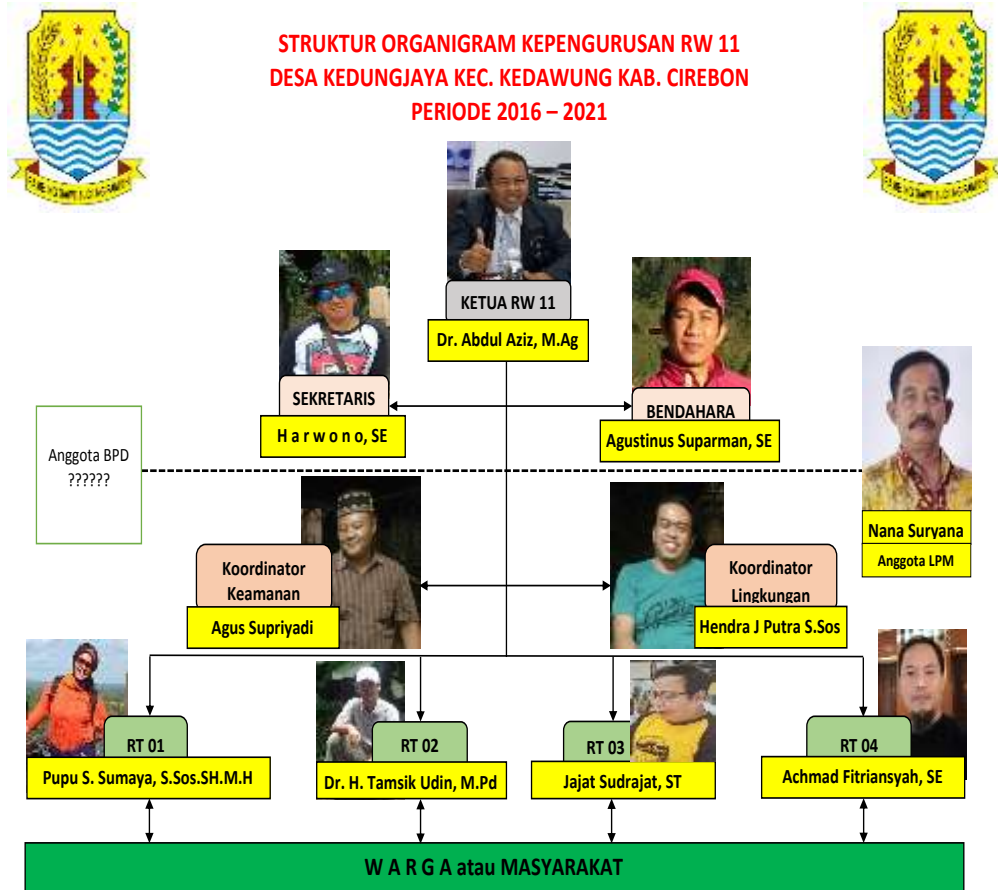 STRUKTUR ORGANIGRAM KEPENGURUSAN RW 11
DESA KEDUNGJAYA KEC. KEDAWUNG KAB. CIREBON
PERIODE 2016 – 2021
KETUA RW 11
Dr. Abdul Aziz, M.Ag
SEKRETARIS
H a r w o n o, SE
BENDAHARA
Agustinus Suparman, SE
Anggota BPD
??????
Nana Suryana
Anggota LPM
Koordinator
Keamanan
Agus Supriyadi
Koordinator
Lingkungan
Hendra J Putra S.Sos
RT 01
Pupu S. Sumaya, S.Sos.SH.M.H
RT 02
Dr. H. Tamsik Udin, M.Pd
RT 03
Jajat Sudrajat, ST
RT 04
Achmad Fitriansyah, SE
W A R G A atau MASYARAKAT